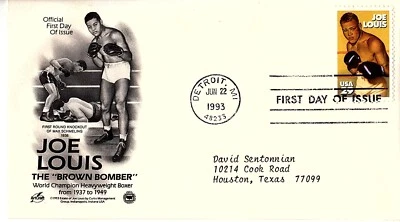 Official
First Day
Of Issue
FIRST ROUND KNOCKOUT
OF MAX SCHMELING
1938
JOE
LOUIS
THE "BROWN BOMBER"
World Champion Heavyweight Boxer
from 1937 to 1949
DETROIT, MI
JUN 22
1993
48233
JOE
LOUIS
USA
29
FIRST DAY OF ISSUE
David Sentonnian
10214 Cook Road
Houston, Texas 77099